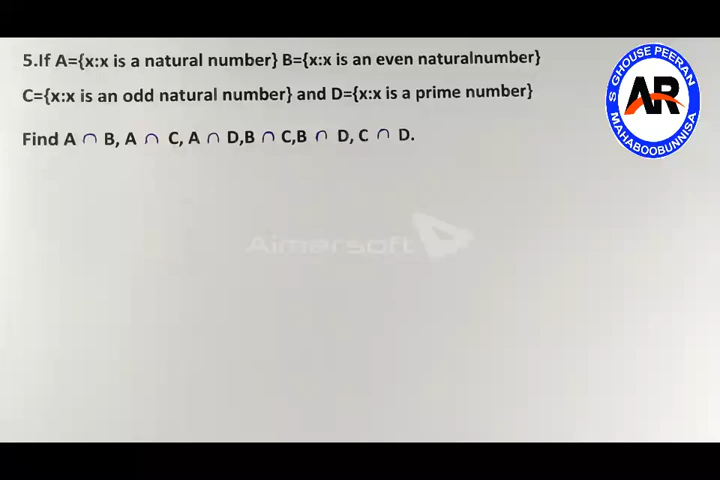 5.If A={x:x is a natural number} B={x:x is an even naturalnumber}
C={x:x is an odd natural number} and D={x:x is a prime number}
Find A ∩ B, A ∩ C, A ∩ D,B ∩ C,B ∩ D, C ∩ D.
S GHOUSE PEERAN
AR
MAHABOOBUNNISA
Aimersoft